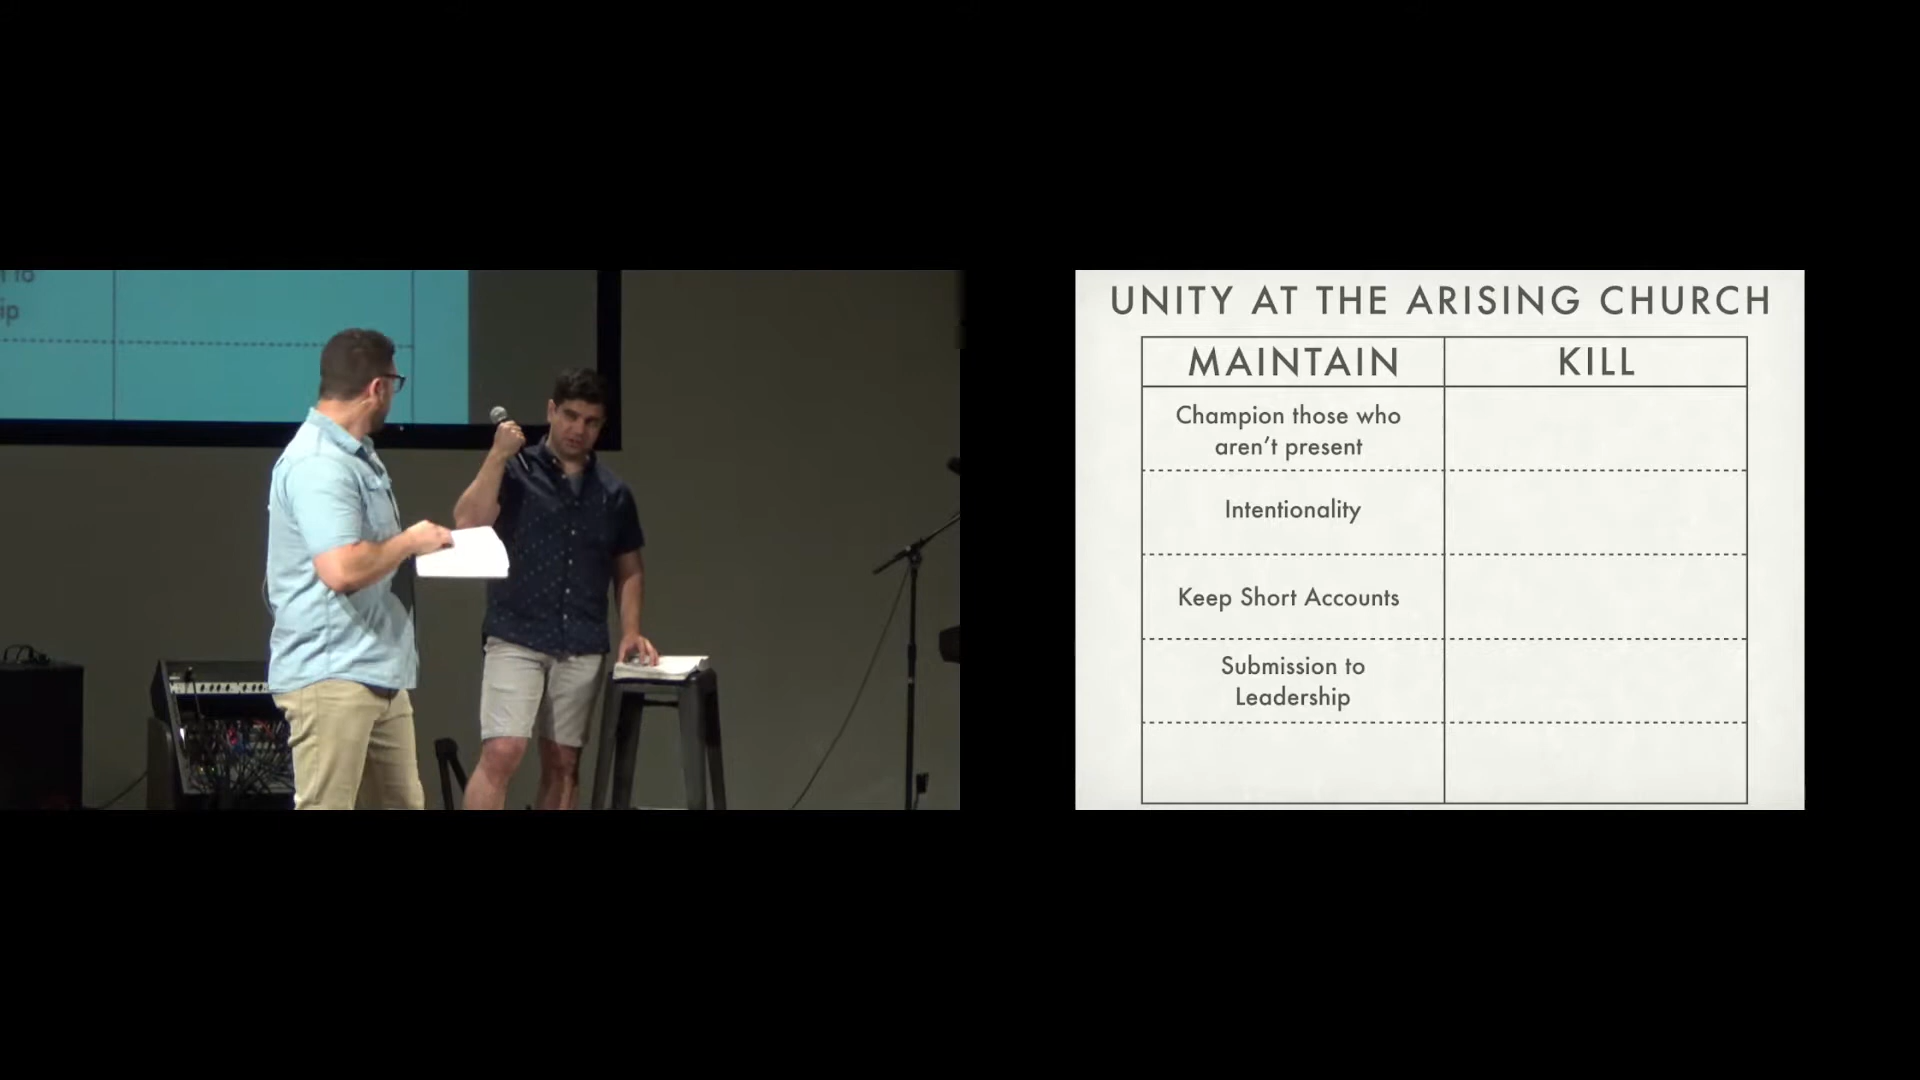 ip
UNITY AT THE ARISING CHURCH
MAINTAIN
KILL
Champion those who
aren't present
Intentionality
Keep Short Accounts
Submission to
Leadership